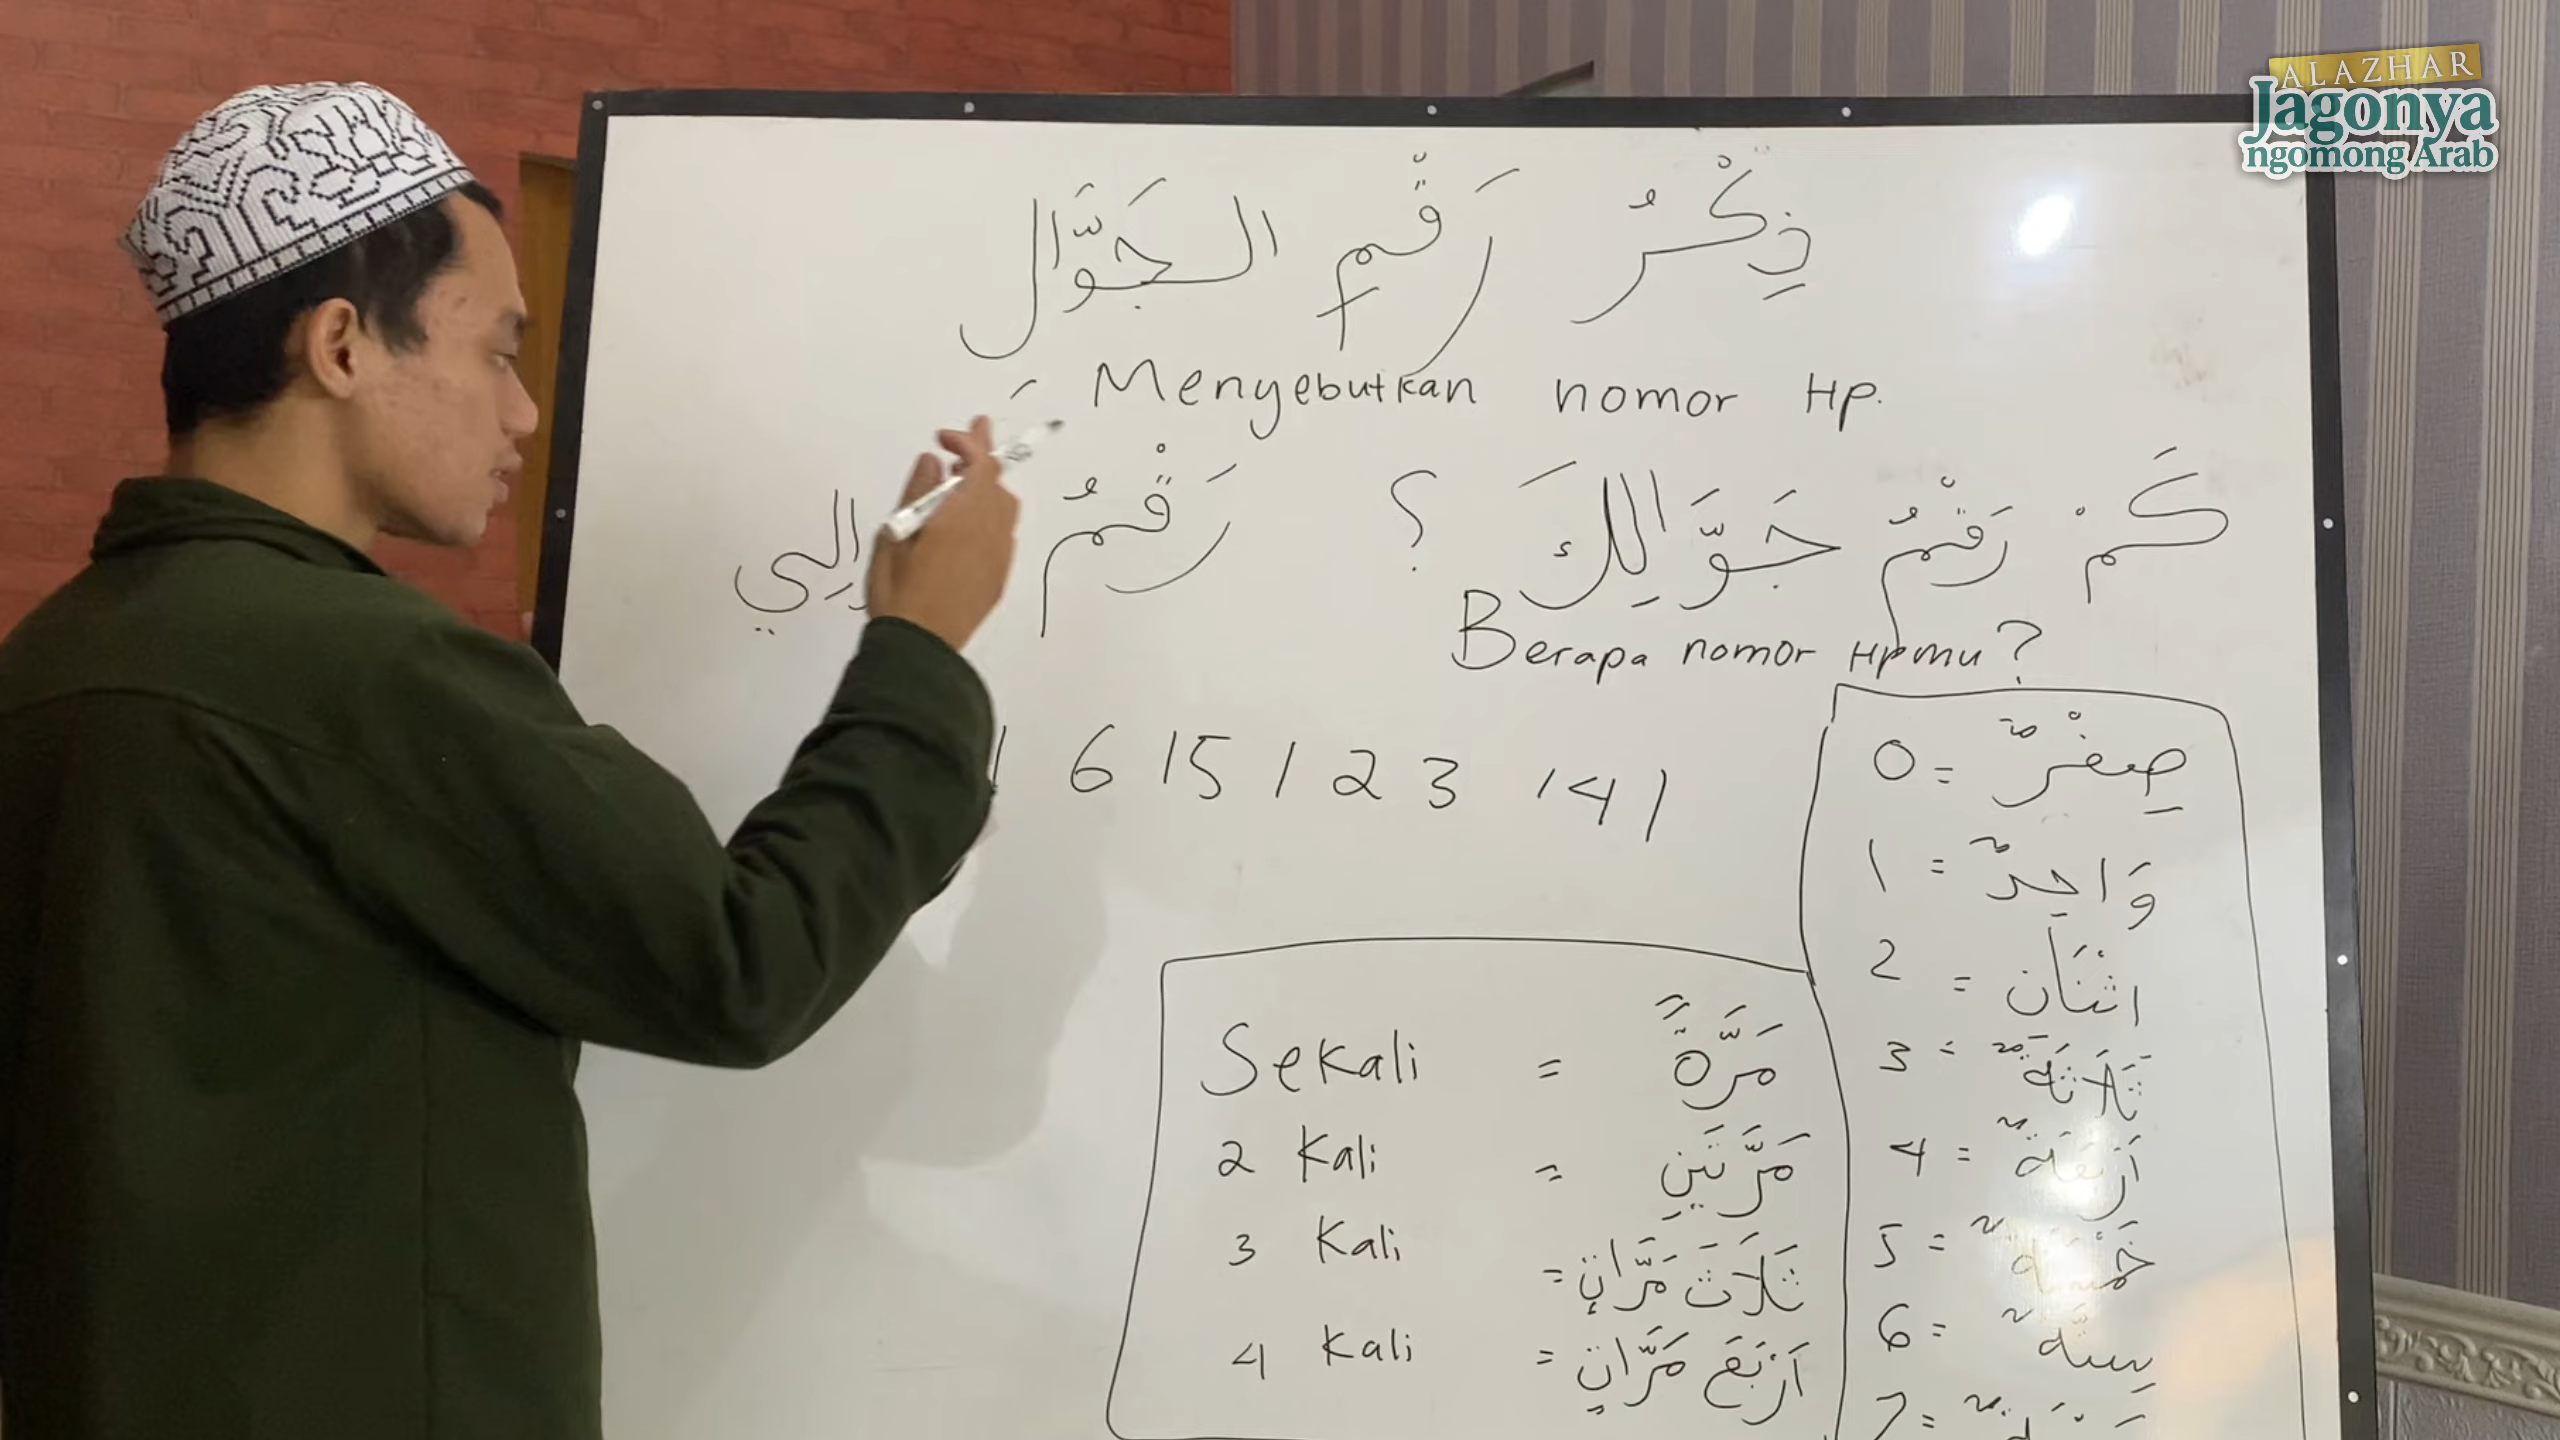 ALAZHAR
Jagonya
ngomong Arab
ذِكْرُ رَقْمِ الجَوَّال
Menyebutkan nomor Hp.
كَمْ رَقْمُ جَوَّالِكَ ؟
رَقْمُ
Berapa nomor Hpmu?
1 6 15 1 2 3 141
0 = صِفْرٌ
1 = وَاحِدٌ
2 = اثْنَان
3 = ثَلَاثَةٌ
4 = أَرْبَعَةٌ
5 = خَمْسَةٌ
6 = سِتَّةٌ
7 =
Sekali = مَرَّةً
2 Kali = مَرَّتَيْنِ
3 Kali = ثَلَاثَ مَرَّاتٍ
4 Kali = أَرْبَعَ مَرَّاتٍ